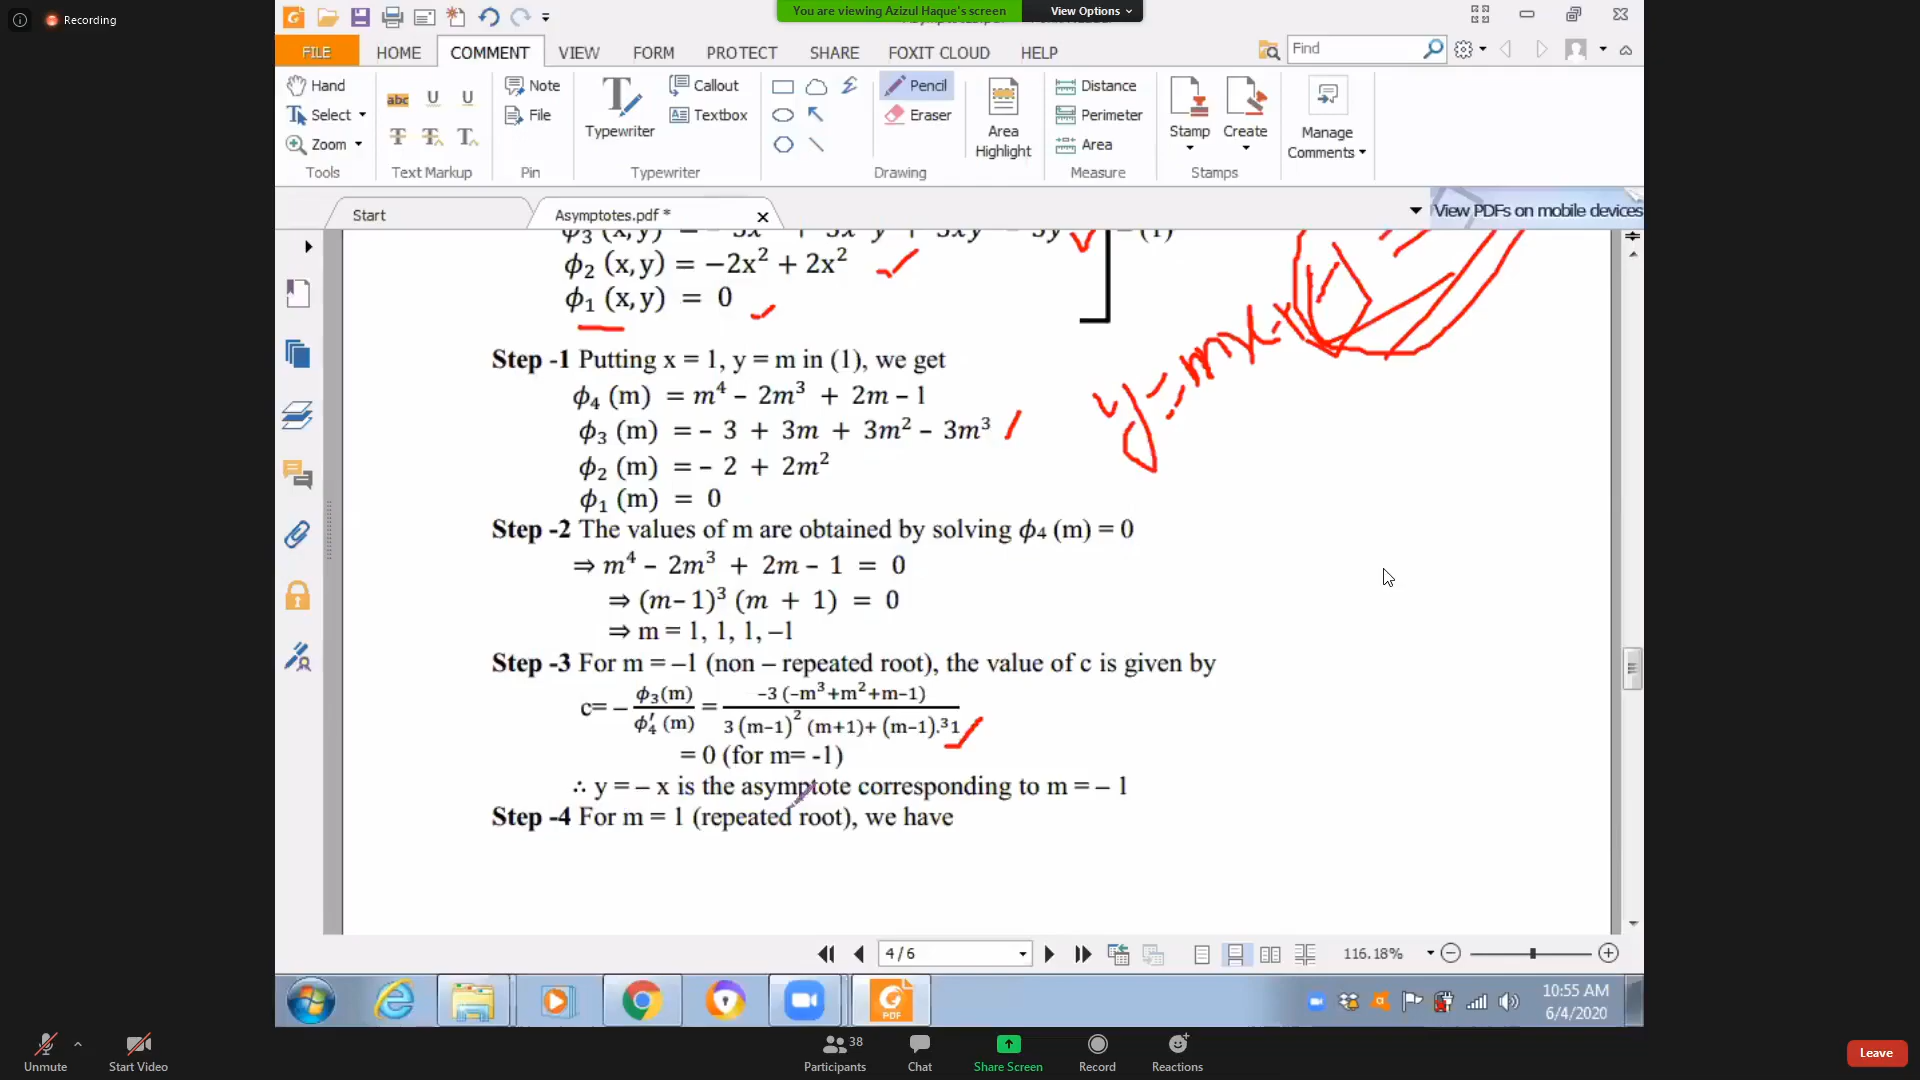 Recording
You are viewing Azizul Haque's screen
View Options
FILE HOME COMMENT VIEW FORM PROTECT SHARE FOXIT CLOUD HELP
Find
Hand
Select
Zoom
Tools
abc U U
T T T
Text Markup
Note
File
Pin
Typewriter
Callout
Textbox
Typewriter
Pencil
Eraser
Drawing
Area
Highlight
Distance
Perimeter
Area
Measure
Stamp
Create
Stamps
Manage
Comments
Start
Asymptotes.pdf *
View PDFs on mobile devices
ϕ₂ (x,y) = −2x² + 2x²
ϕ₁ (x,y) = 0
y = mx +
Step -1 Putting x = 1, y = m in (1), we get
ϕ₄ (m) = m⁴ – 2m³ + 2m – 1
ϕ₃ (m) = – 3 + 3m + 3m² – 3m³
ϕ₂ (m) = – 2 + 2m²
ϕ₁ (m) = 0
Step -2 The values of m are obtained by solving ϕ₄ (m) = 0
⇒ m⁴ – 2m³ + 2m – 1 = 0
⇒ (m– 1)³ (m + 1) = 0
⇒ m = 1, 1, 1, –1
Step -3 For m = –1 (non – repeated root), the value of c is given by
c= – ϕ₃(m) / ϕ₄′ (m) = -3 (-m³+m²+m-1) / 3 (m-1)² (m+1)+ (m-1).³1
= 0 (for m= -1)
∴ y = – x is the asymptote corresponding to m = – 1
Step -4 For m = 1 (repeated root), we have
4 / 6
116.18%
PDF
10:55 AM
6/4/2020
Unmute
Start Video
38
Participants
Chat
Share Screen
Record
Reactions
Leave